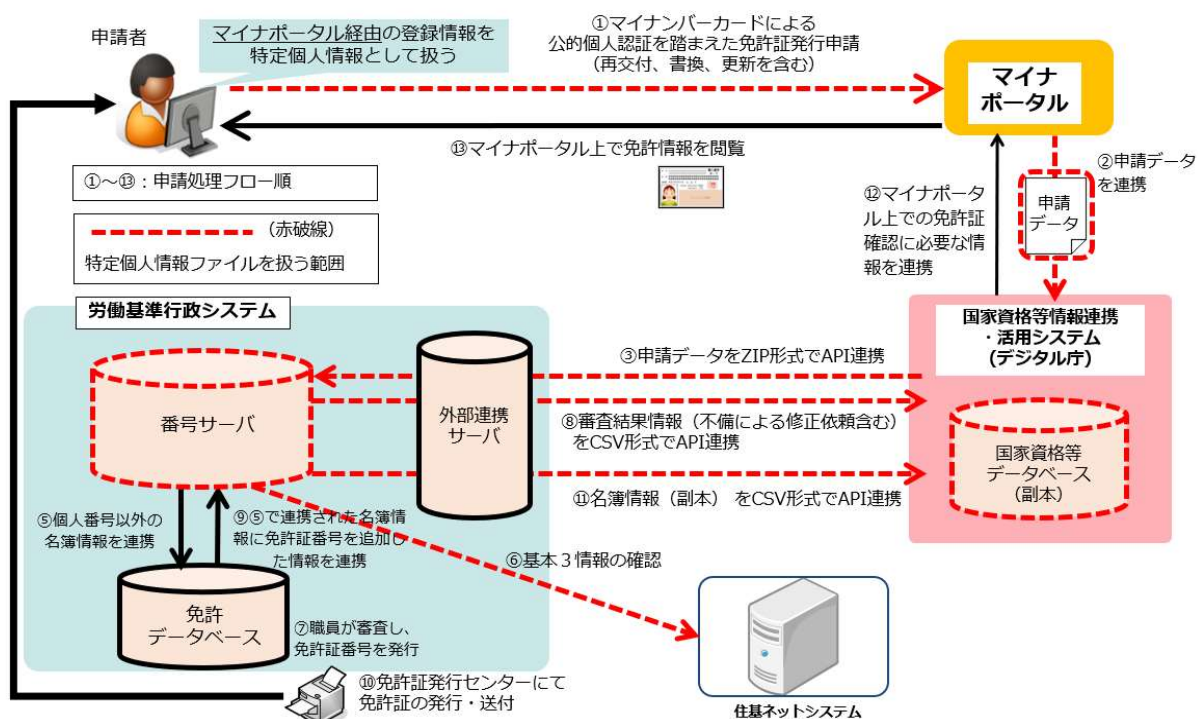 申請者
マイナポータル経由の登録情報を
特定個人情報として扱う
①マイナンバーカードによる
公的個人認証を踏まえた免許証発行申請
(再交付、書換、更新を含む)
マイナ
ポータル
⑬マイナポータル上で免許情報を閲覧
①～⑬：申請処理フロー順
(赤破線)
特定個人情報ファイルを扱う範囲
②申請データ
を連携
申請
データ
⑫マイナポータ
ル上での免許証
確認に必要な情
報を連携
労働基準行政システム
国家資格等情報連携
・活用システム
(デジタル庁)
③申請データをZIP形式でAPI連携
番号サーバ
外部連携
サーバ
⑧審査結果情報（不備による修正依頼含む）
をCSV形式でAPI連携
国家資格等
データベース
（副本）
⑪名簿情報（副本） をCSV形式でAPI連携
⑤個人番号以外の
名簿情報を連携
⑨⑤で連携された名簿情
報に免許証番号を追加し
た情報を連携
⑥基本３情報の確認
免許
データベース
⑦職員が審査し、
免許証番号を発行
⑩免許証発行センターにて
免許証の発行・送付
住基ネットシステム